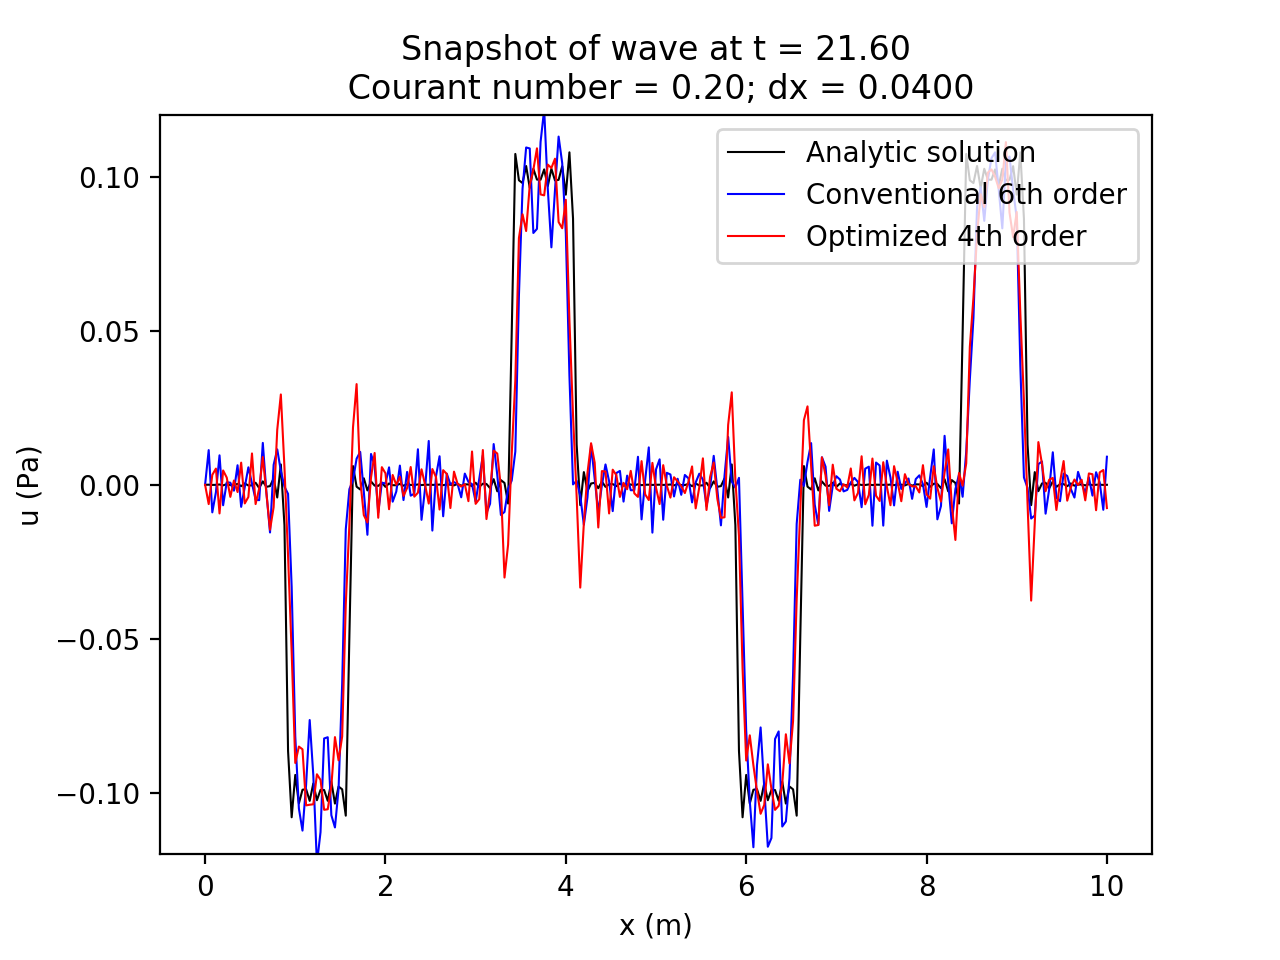 Snapshot of wave at t = 21.60
Courant number = 0.20; dx = 0.0400
Analytic solution
Conventional 6th order
Optimized 4th order
0.10
0.05
0.00
−0.05
−0.10
u (Pa)
0 2 4 6 8 10
x (m)